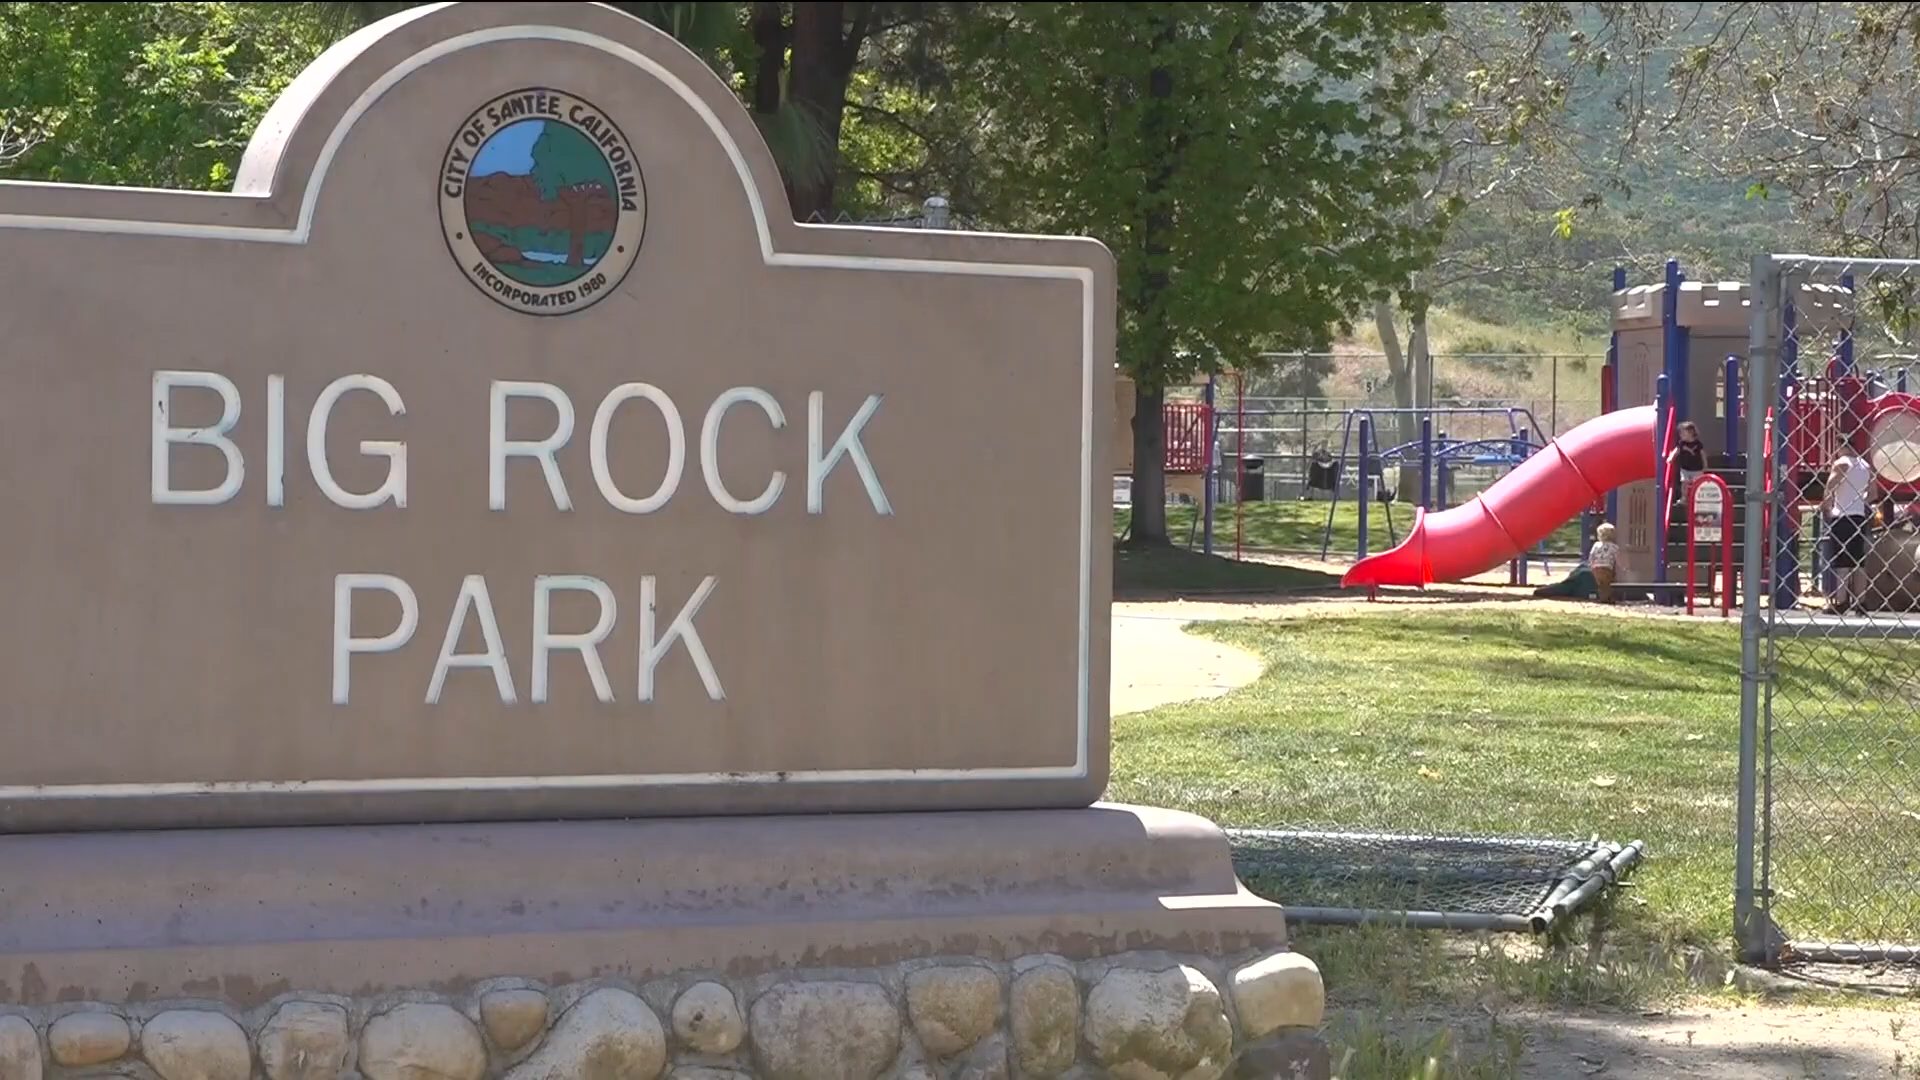 CITY OF SANTEE, CALIFORNIA
INCORPORATED 1980
BIG ROCK
PARK